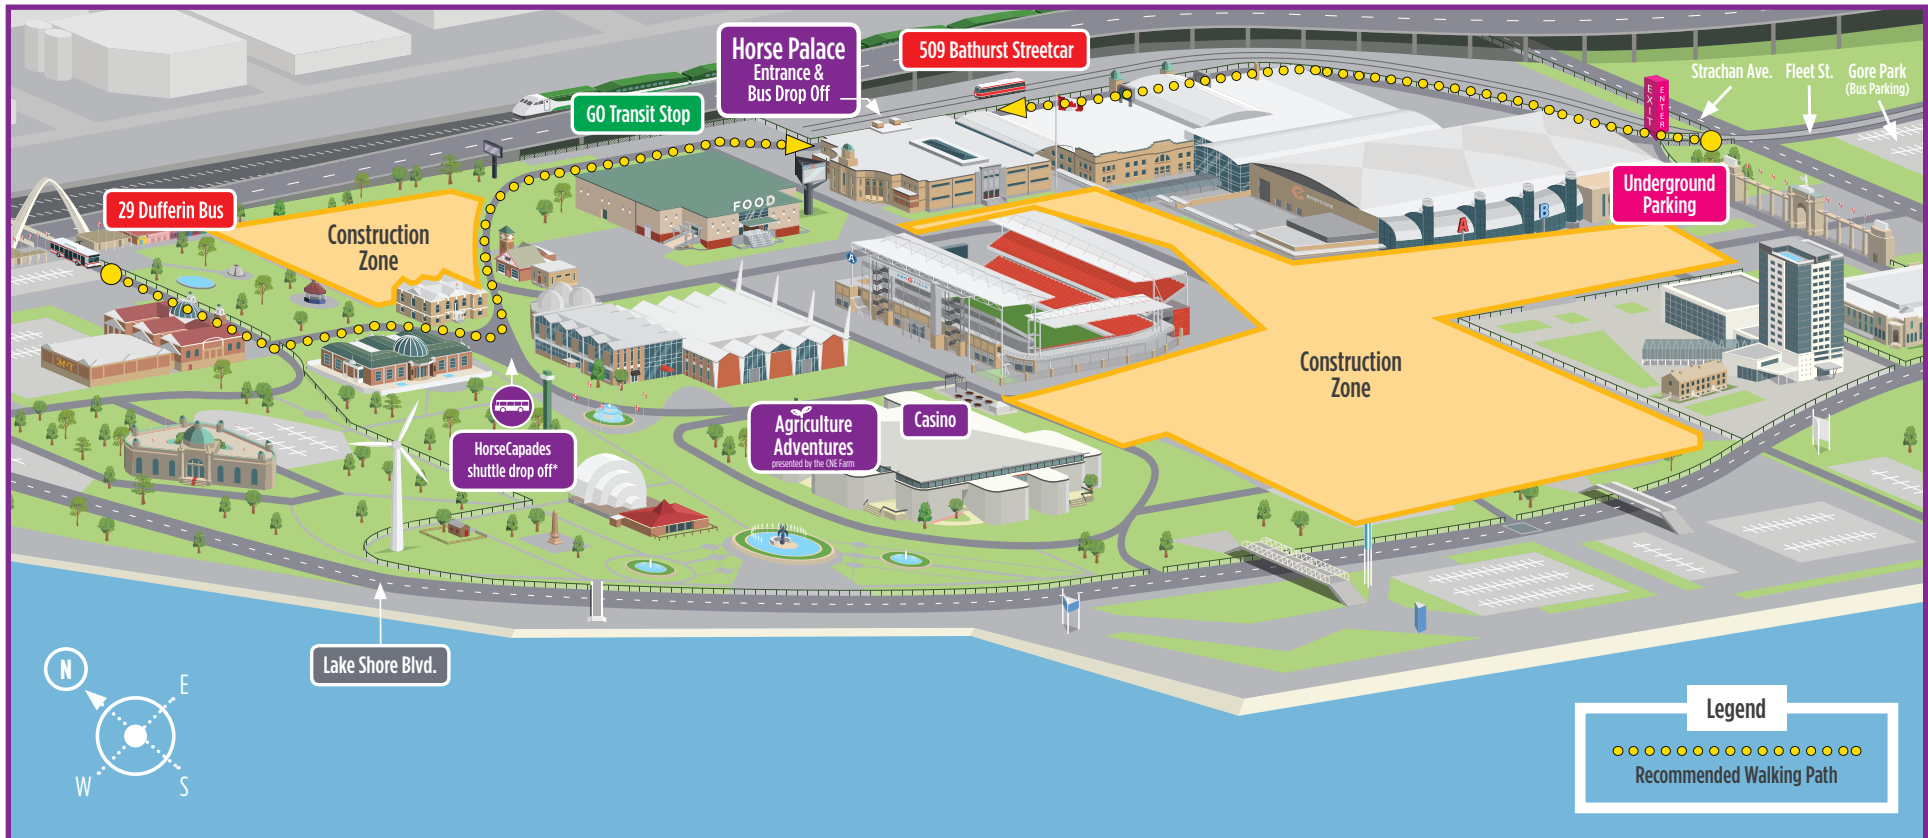 Horse Palace
Entrance &
Bus Drop Off
509 Bathurst Streetcar
Strachan Ave.
Fleet St.
Gore Park
(Bus Parking)
EXIT
ENTER
GO Transit Stop
Underground
Parking
29 Dufferin Bus
FOOD
enercare
A
B
A
Construction
Zone
Construction
Zone
Agriculture
Adventures
presented by the CNE Farm
Casino
HorseCapades
shuttle drop off*
Lake Shore Blvd.
N
E
W
S
Legend
Recommended Walking Path